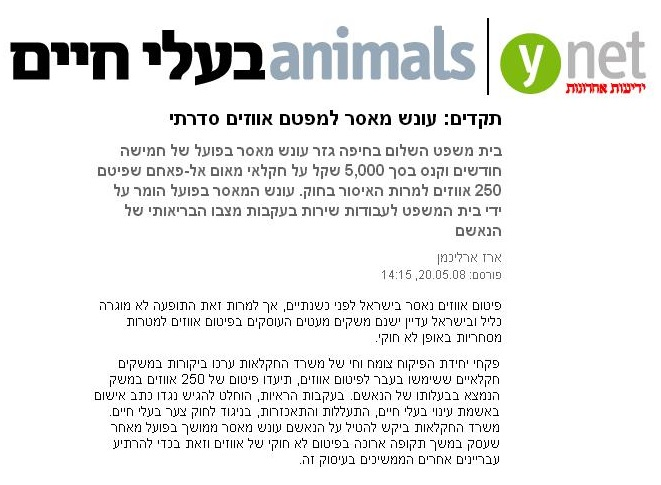 בעלי חיים animals ynet
ידיעות אחרונות
תקדים: עונש מאסר למפטם אווזים סדרתי
בית משפט השלום בחיפה גזר עונש מאסר בפועל של חמישה
חודשים וקנס בסך 5,000 שקל על חקלאי מאום אל-פאחם שפיטם
250 אווזים למרות האיסור בחוק. עונש המאסר בפועל הומר על
ידי בית המשפט לעבודות שירות בעקבות מצבו הבריאותי של
הנאשם
ארז ארליכמן
פורסם: 20.05.08, 14:15
פיטום אווזים נאסר בישראל לפני כשנתיים, אך למרות זאת התופעה לא מוגרה
כליל ובישראל עדיין ישנם משקים מעטים העוסקים בפיטום אווזים למטרות
מסחריות באופן לא חוקי.
פקחי יחידת הפיקוח צומח וחי של משרד החקלאות ערכו ביקורות במשקים
חקלאיים ששימשו בעבר לפיטום אווזים, תיעדו פיטום של 250 אווזים במשק
הנמצא בבעלותו של הנאשם. בעקבות הראיות, הוחלט להגיש נגדו כתב אישום
באשמת עינוי בעלי חיים, התעללות והתאכזרות, בניגוד לחוק צער בעלי חיים.
משרד החקלאות ביקש להטיל על הנאשם עונש מאסר ממושך בפועל מאחר
שעסק במשך תקופה ארוכה בפיטום לא חוקי של אווזים וזאת בכדי להרתיע
עבריינים אחרים הממשיכים בעיסוק זה.